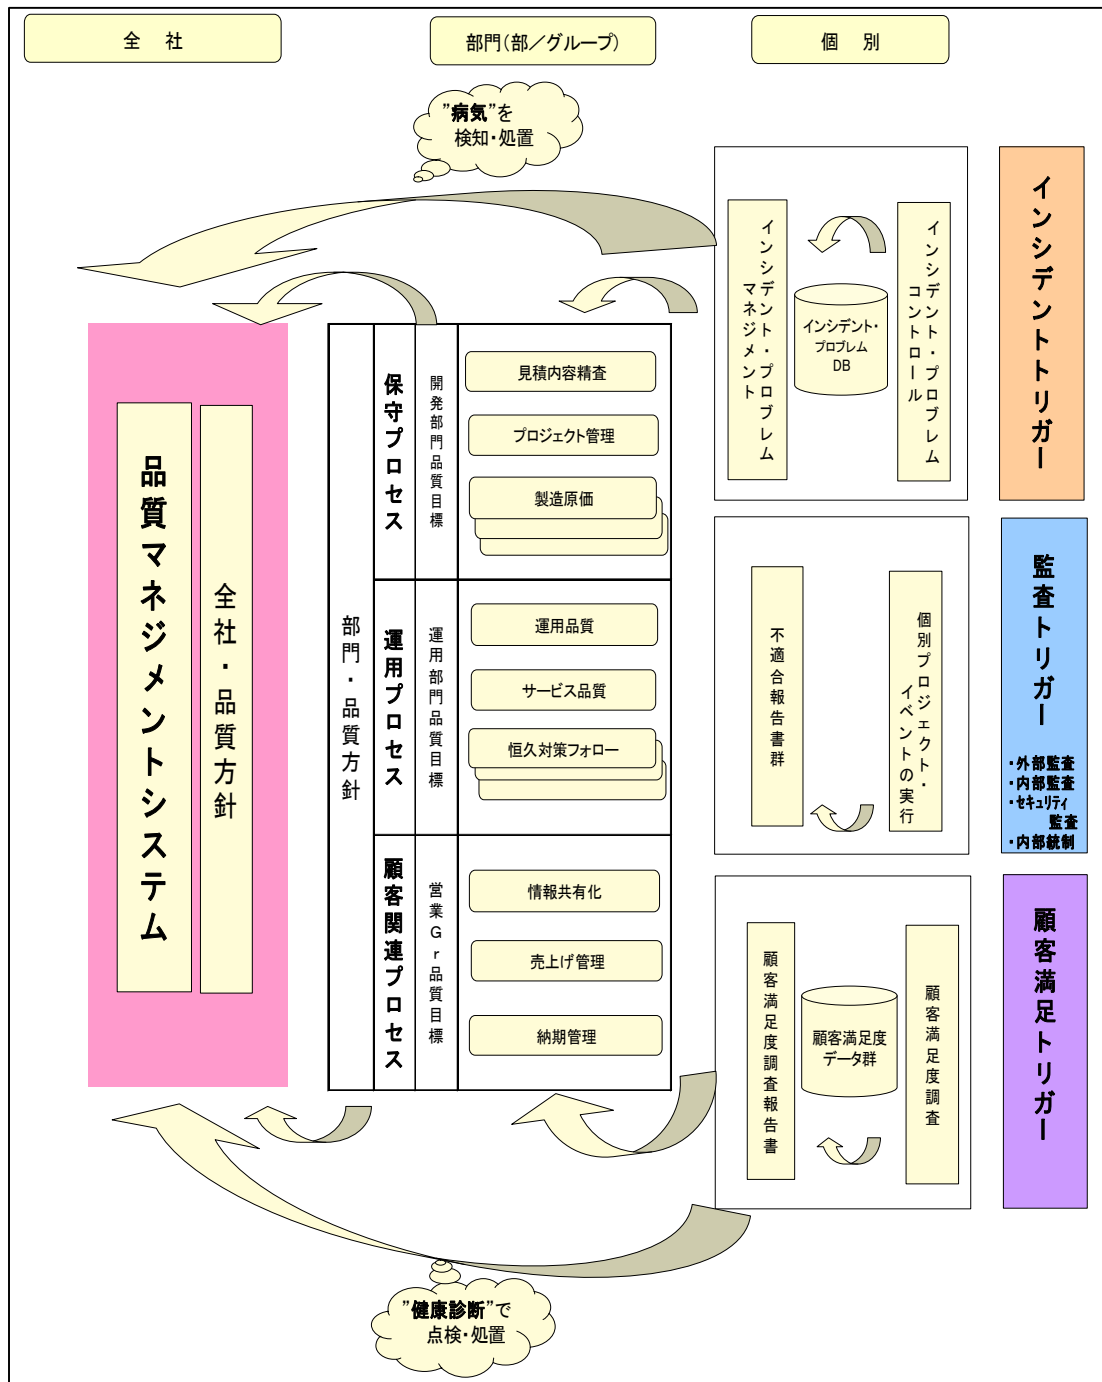 全　社
部門(部／グループ)
個　別
”病気”を
検知・処置
インシデント・プロブレム
マネジメント
インシデント・
プロブレム
DB
インシデント・プロブレム
コントロール
インシデントトリガー
品質マネジメントシステム
全社・品質方針
部門・品質方針
保守プロセス
開発部門品質目標
見積内容精査
プロジェクト管理
製造原価
運用プロセス
運用部門品質目標
運用品質
サービス品質
恒久対策フォロー
顧客関連プロセス
営業Gr品質目標
情報共有化
売上げ管理
納期管理
不適合報告書群
個別プロジェクト・
イベントの実行
監査トリガー
・外部監査
・内部監査
・セキュリティ
監査
・内部統制
顧客満足度調査報告書
顧客満足度
データ群
顧客満足度調査
顧客満足トリガー
”健康診断”で
点検・処置